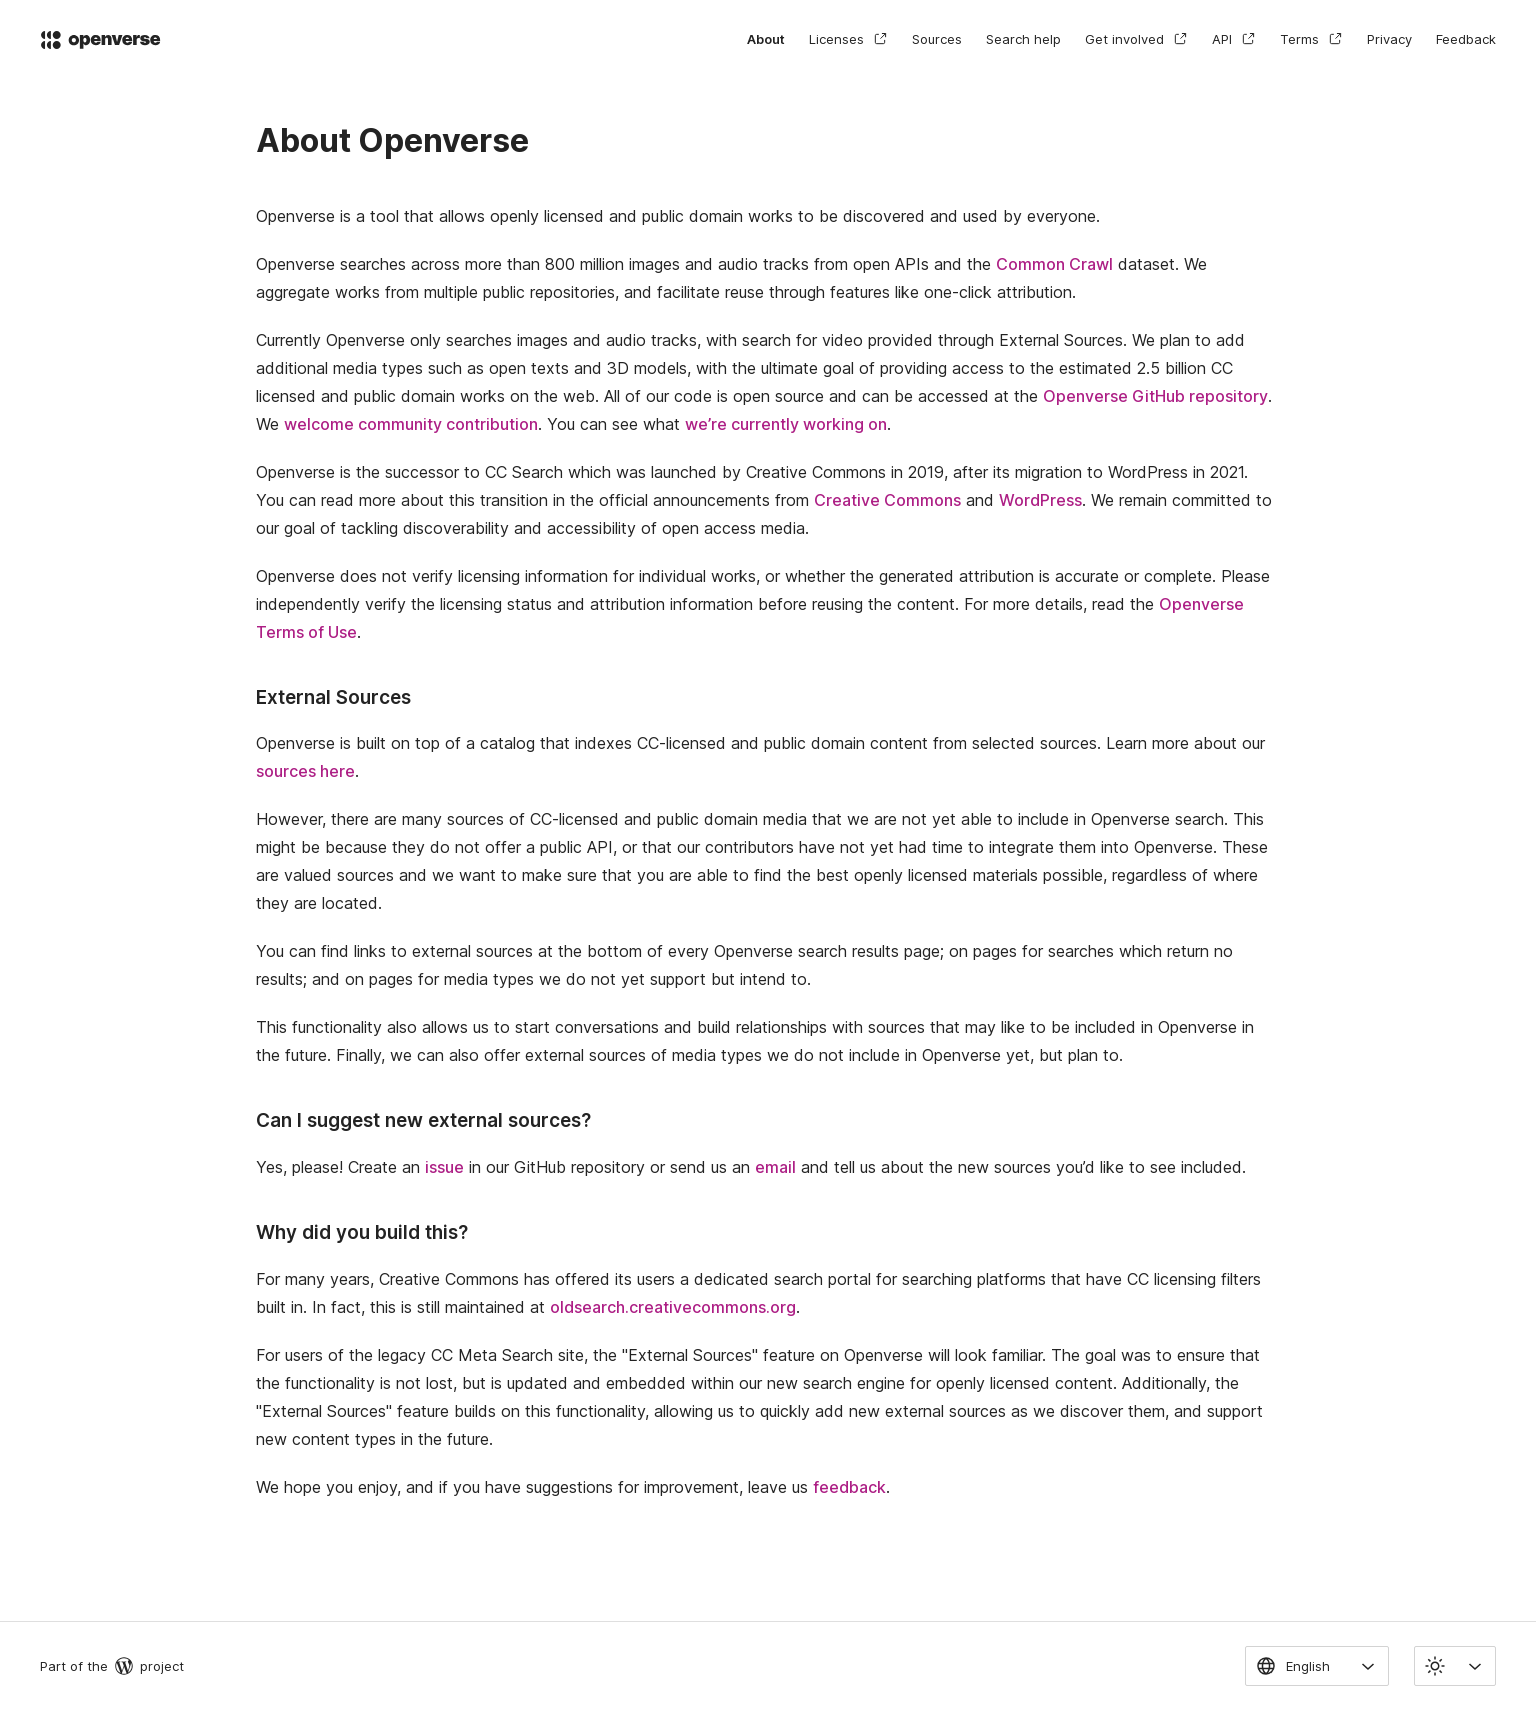 openverse
About Licenses Sources Search help Get involved API Terms Privacy Feedback
About Openverse
Openverse is a tool that allows openly licensed and public domain works to be discovered and used by everyone.
Openverse searches across more than 800 million images and audio tracks from open APIs and the Common Crawl dataset. We
aggregate works from multiple public repositories, and facilitate reuse through features like one-click attribution.
Currently Openverse only searches images and audio tracks, with search for video provided through External Sources. We plan to add
additional media types such as open texts and 3D models, with the ultimate goal of providing access to the estimated 2.5 billion CC
licensed and public domain works on the web. All of our code is open source and can be accessed at the Openverse GitHub repository.
We welcome community contribution. You can see what we’re currently working on.
Openverse is the successor to CC Search which was launched by Creative Commons in 2019, after its migration to WordPress in 2021.
You can read more about this transition in the official announcements from Creative Commons and WordPress. We remain committed to
our goal of tackling discoverability and accessibility of open access media.
Openverse does not verify licensing information for individual works, or whether the generated attribution is accurate or complete. Please
independently verify the licensing status and attribution information before reusing the content. For more details, read the Openverse
Terms of Use.
External Sources
Openverse is built on top of a catalog that indexes CC-licensed and public domain content from selected sources. Learn more about our
sources here.
However, there are many sources of CC-licensed and public domain media that we are not yet able to include in Openverse search. This
might be because they do not offer a public API, or that our contributors have not yet had time to integrate them into Openverse. These
are valued sources and we want to make sure that you are able to find the best openly licensed materials possible, regardless of where
they are located.
You can find links to external sources at the bottom of every Openverse search results page; on pages for searches which return no
results; and on pages for media types we do not yet support but intend to.
This functionality also allows us to start conversations and build relationships with sources that may like to be included in Openverse in
the future. Finally, we can also offer external sources of media types we do not include in Openverse yet, but plan to.
Can I suggest new external sources?
Yes, please! Create an issue in our GitHub repository or send us an email and tell us about the new sources you’d like to see included.
Why did you build this?
For many years, Creative Commons has offered its users a dedicated search portal for searching platforms that have CC licensing filters
built in. In fact, this is still maintained at oldsearch.creativecommons.org.
For users of the legacy CC Meta Search site, the "External Sources" feature on Openverse will look familiar. The goal was to ensure that
the functionality is not lost, but is updated and embedded within our new search engine for openly licensed content. Additionally, the
"External Sources" feature builds on this functionality, allowing us to quickly add new external sources as we discover them, and support
new content types in the future.
We hope you enjoy, and if you have suggestions for improvement, leave us feedback.
Part of the project
English